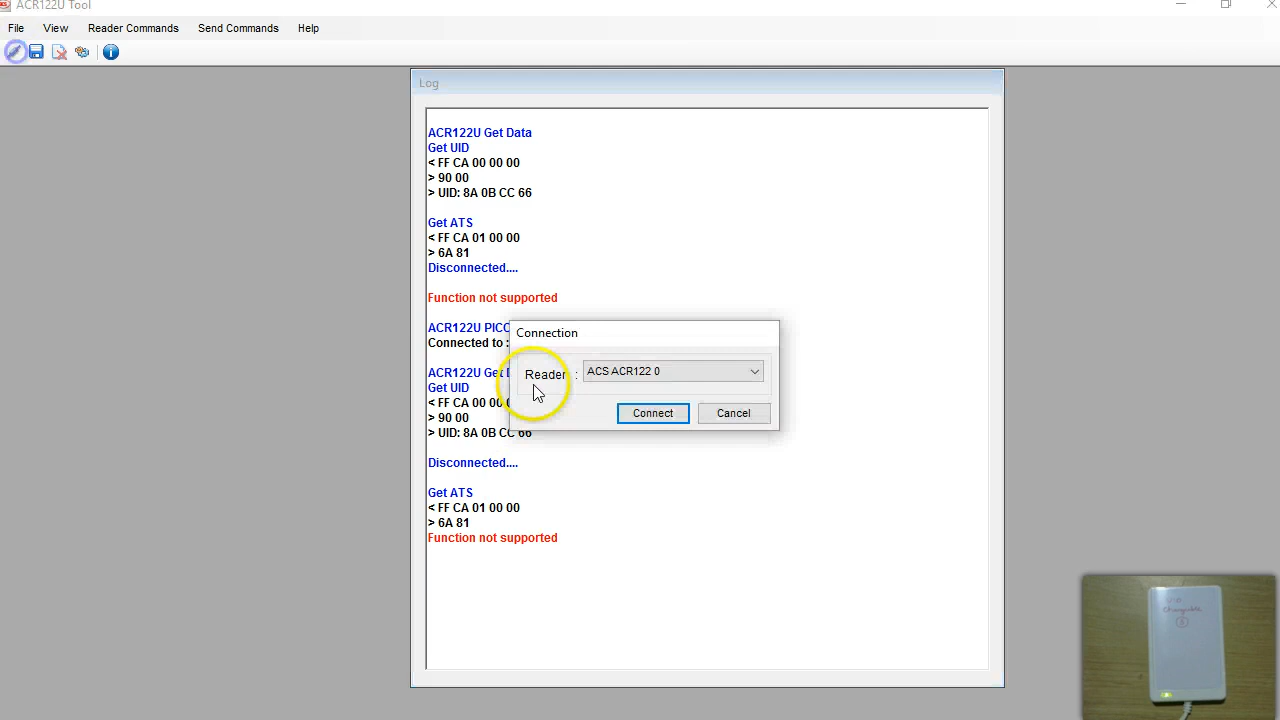 ACR122U Tool
File View Reader Commands Send Commands Help
Log
ACR122U Get Data
Get UID
< FF CA 00 00 00
> 90 00
> UID: 8A 0B CC 66
Get ATS
< FF CA 01 00 00
> 6A 81
Disconnected....
Function not supported
ACR122U PICC
Connected to :
ACR122U Get D
Get UID
< FF CA 00 00
> 90 00
> UID: 8A 0B CC 66
Disconnected....
Get ATS
< FF CA 01 00 00
> 6A 81
Function not supported
Connection
Reader : ACS ACR122 0
Connect Cancel
UID
Changeable